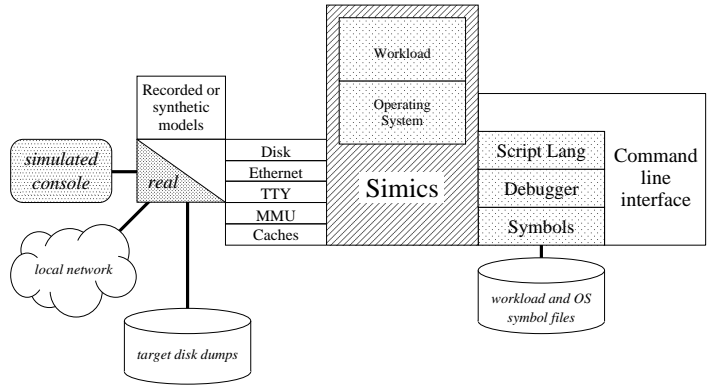 Workload
Operating
System
Recorded or
synthetic
models
simulated
console
real
Disk
Ethernet
TTY
MMU
Caches
Simics
Script Lang
Debugger
Symbols
Command
line
interface
local network
target disk dumps
workload and OS
symbol files